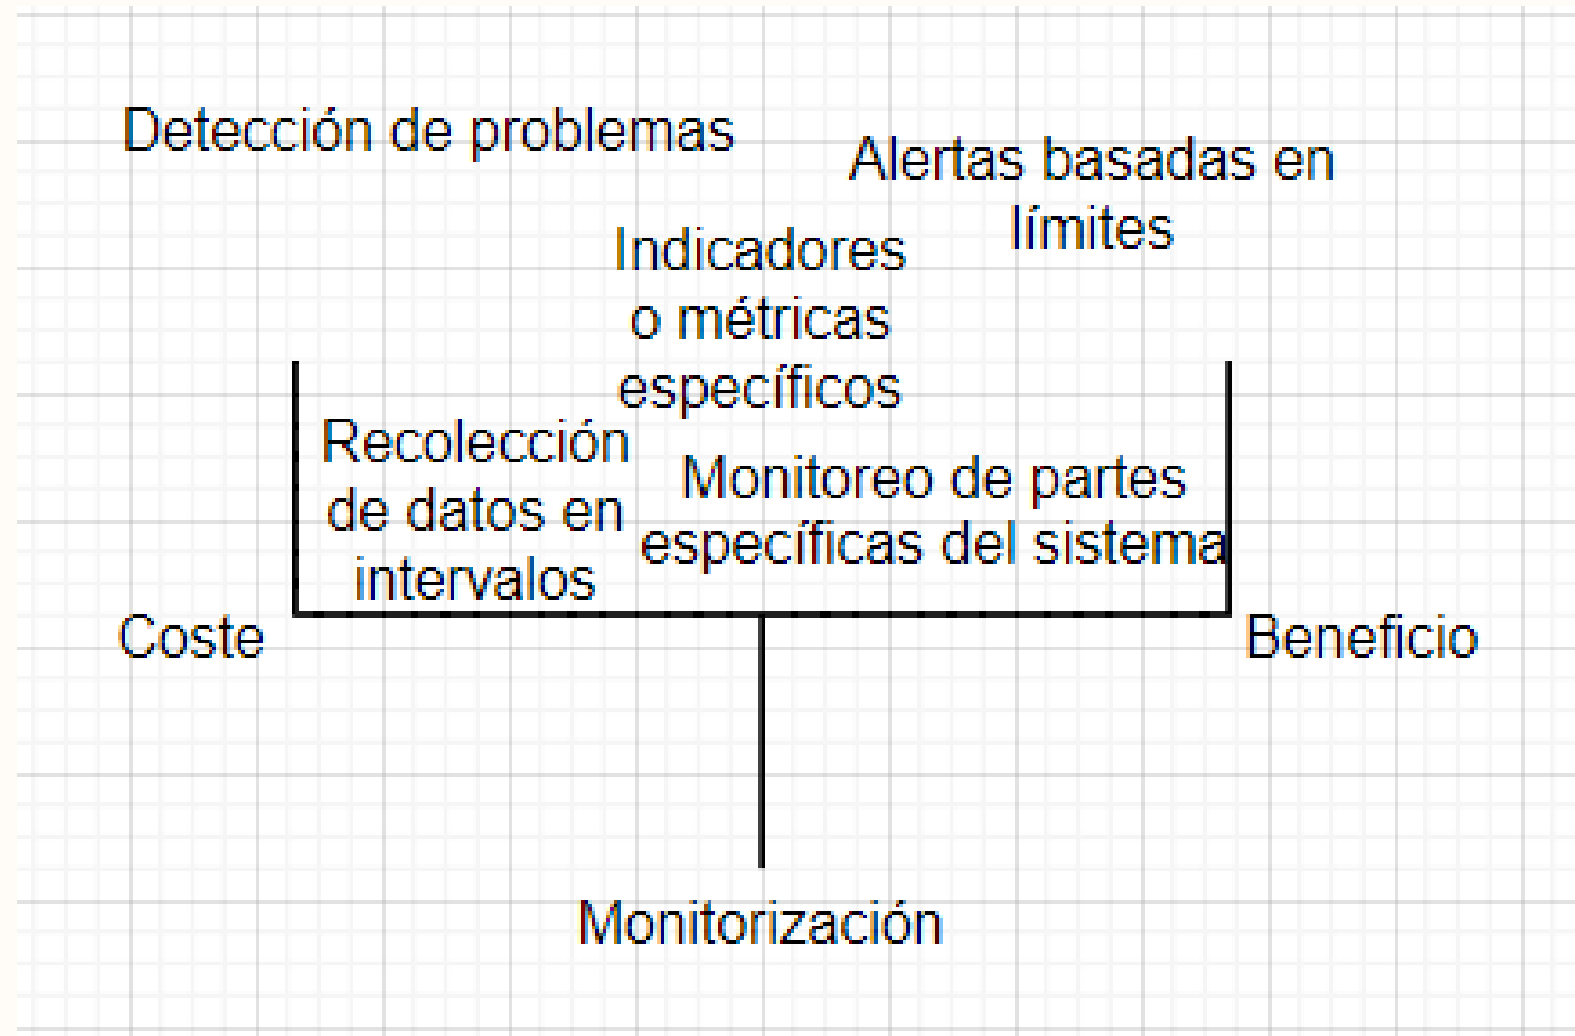 Detección de problemas
Alertas basadas en
límites
Indicadores
o métricas
específicos
Recolección
de datos en
intervalos
Monitoreo de partes
específicas del sistema
Coste
Beneficio
Monitorización